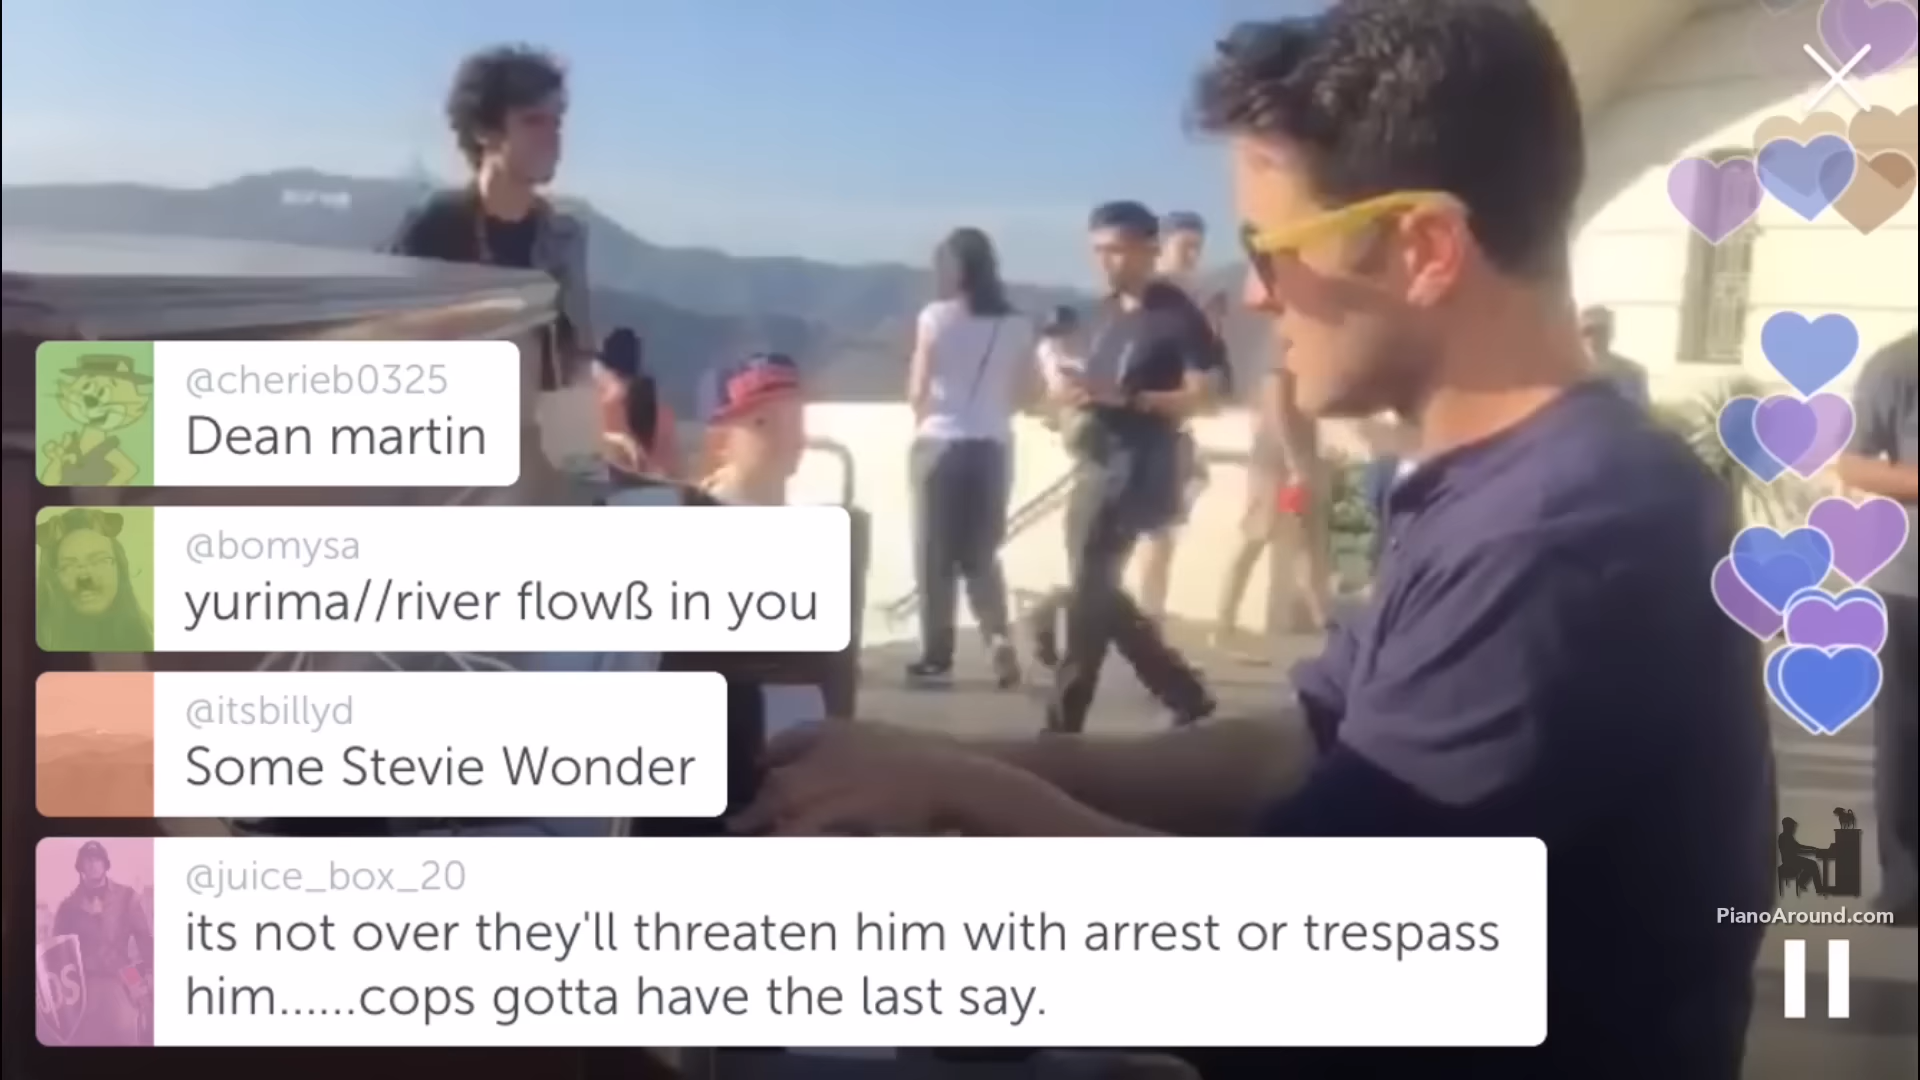 @cherieb0325
Dean martin
@bomysa
yurima//river flowß in you
@itsbillyd
Some Stevie Wonder
@juice_box_20
its not over they'll threaten him with arrest or trespass
him......cops gotta have the last say.
PianoAround.com